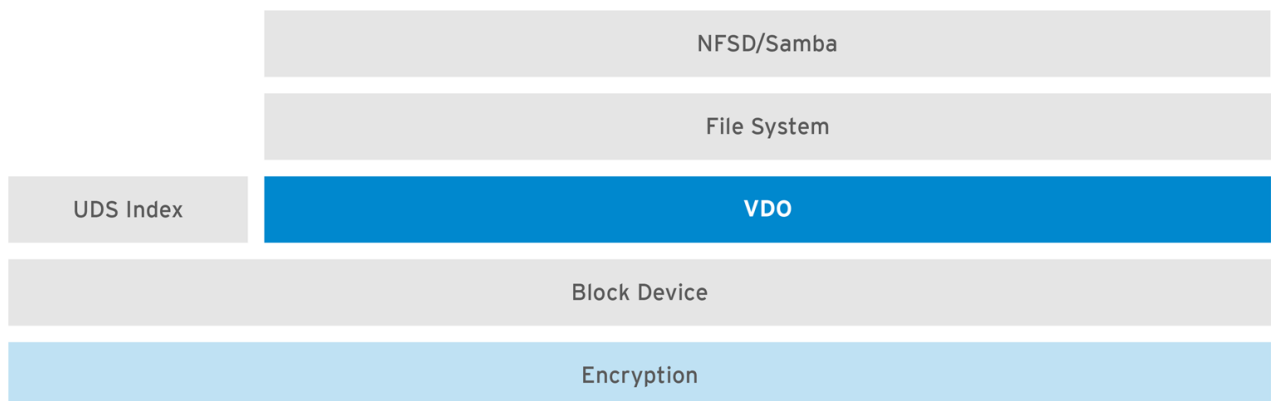 NFSD/Samba
File System
UDS Index
VDO
Block Device
Encryption